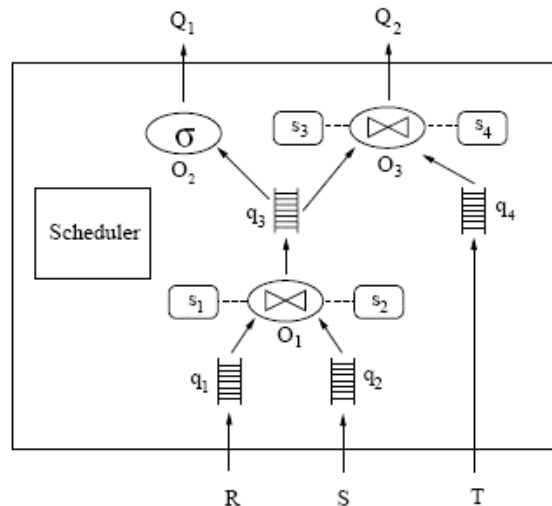 Q1 Q2
σ
O2
s3 s4
O3
q3 q4
Scheduler
s1 s2
O1
q1 q2
R S T